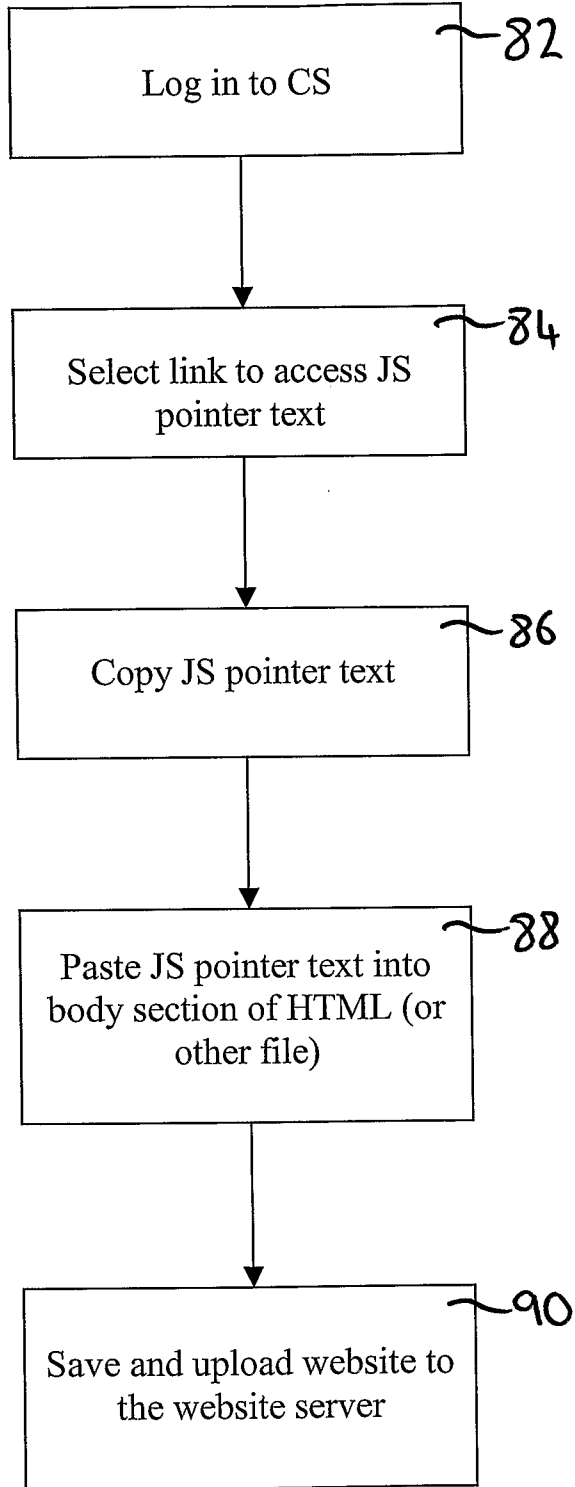 82
Log in to CS
84
Select link to access JS
pointer text
86
Copy JS pointer text
88
Paste JS pointer text into
body section of HTML (or
other file)
90
Save and upload website to
the website server